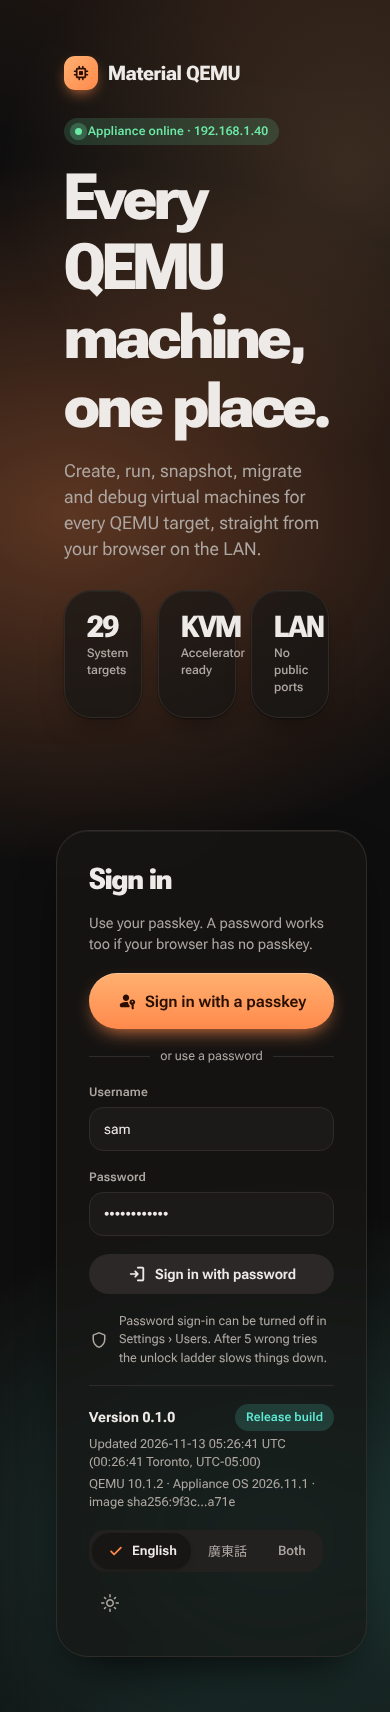 Material QEMU
Appliance online · 192.168.1.40
Every
QEMU
machine,
one place.
Create, run, snapshot, migrate
and debug virtual machines for
every QEMU target, straight from
your browser on the LAN.
29
System
targets
KVM
Accelerator
ready
LAN
No
public
ports
Sign in
Use your passkey. A password works
too if your browser has no passkey.
Sign in with a passkey
or use a password
Username
sam
Password
••••••••••••
Sign in with password
Password sign-in can be turned off in
Settings › Users. After 5 wrong tries
the unlock ladder slows things down.
Version 0.1.0
Release build
Updated 2026-11-13 05:26:41 UTC
(00:26:41 Toronto, UTC-05:00)
QEMU 10.1.2 · Appliance OS 2026.11.1 ·
image sha256:9f3c…a71e
English
廣東話
Both